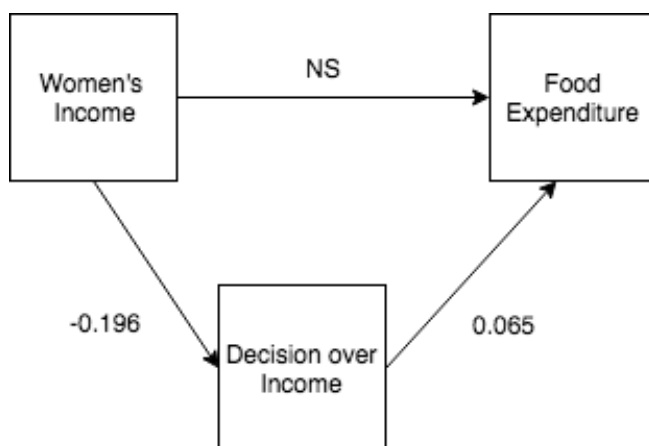 Women's
Income
NS
Food
Expenditure
-0.196
0.065
Decision over
Income